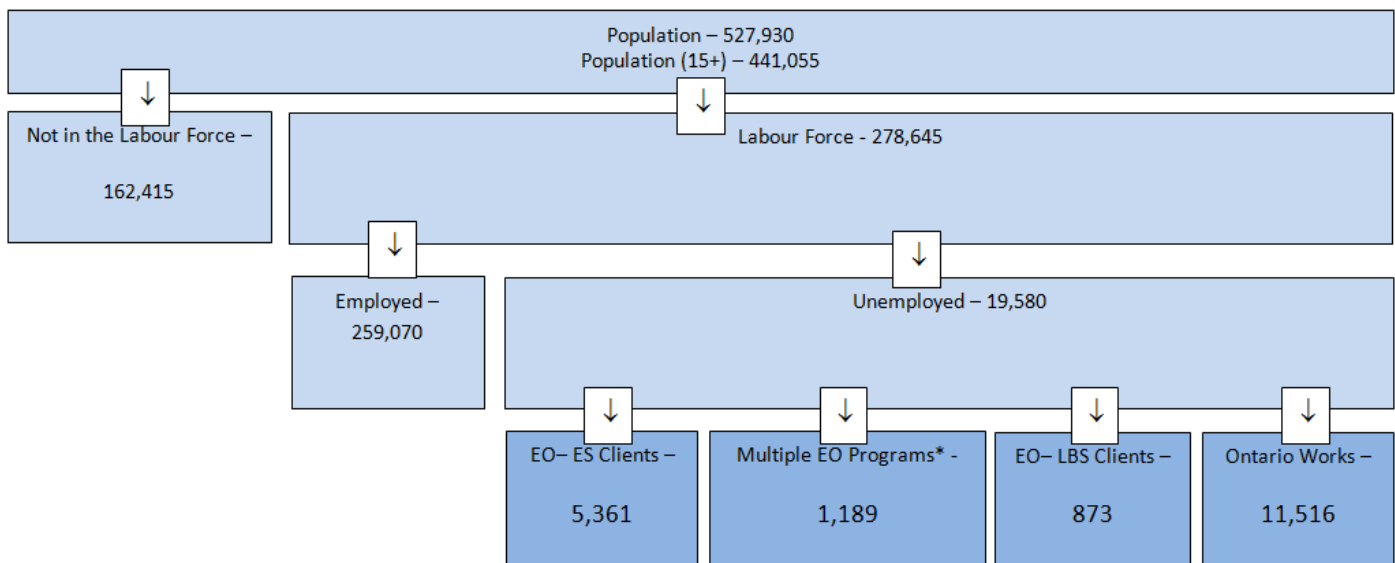 Population – 527,930
Population (15+) – 441,055
↓
↓
Not in the Labour Force –
162,415
Labour Force - 278,645
↓
↓
Employed –
259,070
Unemployed – 19,580
↓
↓
↓
↓
EO– ES Clients –
5,361
Multiple EO Programs* -
1,189
EO– LBS Clients –
873
Ontario Works –
11,516